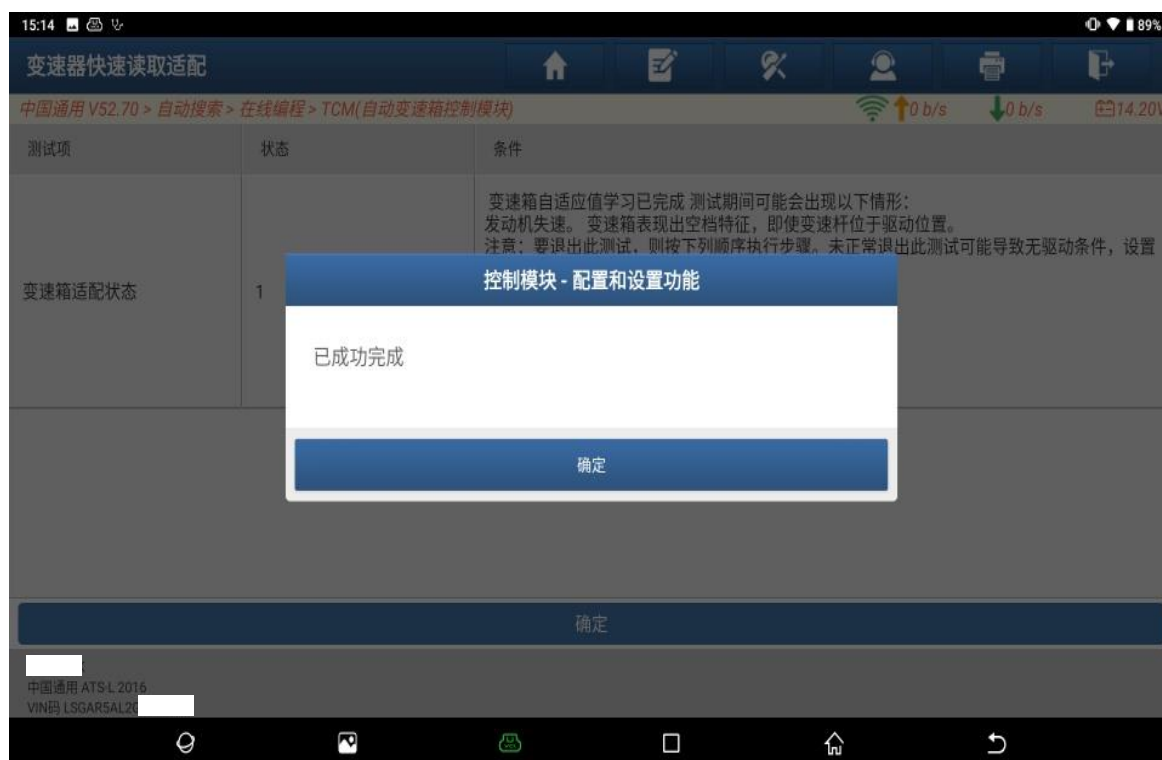 15:14
89%
变速器快速读取适配
中国通用 V52.70 > 自动搜索 > 在线编程 > TCM(自动变速箱控制模块)
0 b/s
0 b/s
14.20V
测试项
状态
条件
变速箱自适应值学习已完成 测试期间可能会出现以下情形：
发动机失速。 变速箱表现出空档特征，即使变速杆位于驱动位置。
注意：要退出此测试，则按下列顺序执行步骤。未正常退出此测试可能导致无驱动条件，设置
变速箱适配状态
1
控制模块 - 配置和设置功能
已成功完成
确定
确定
中国通用 ATS-L 2016
VIN码 LSGAR5AL2